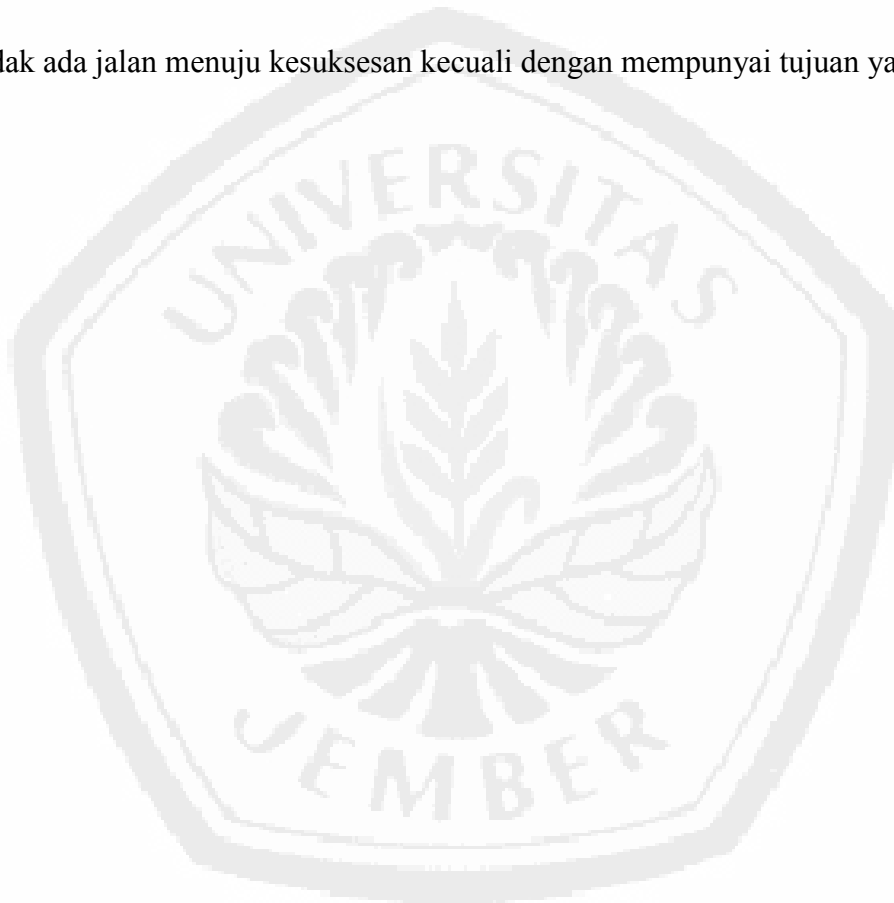 dak ada jalan menuju kesuksesan kecuali dengan mempunyai tujuan ya
UNIVERSITAS
JEMBER